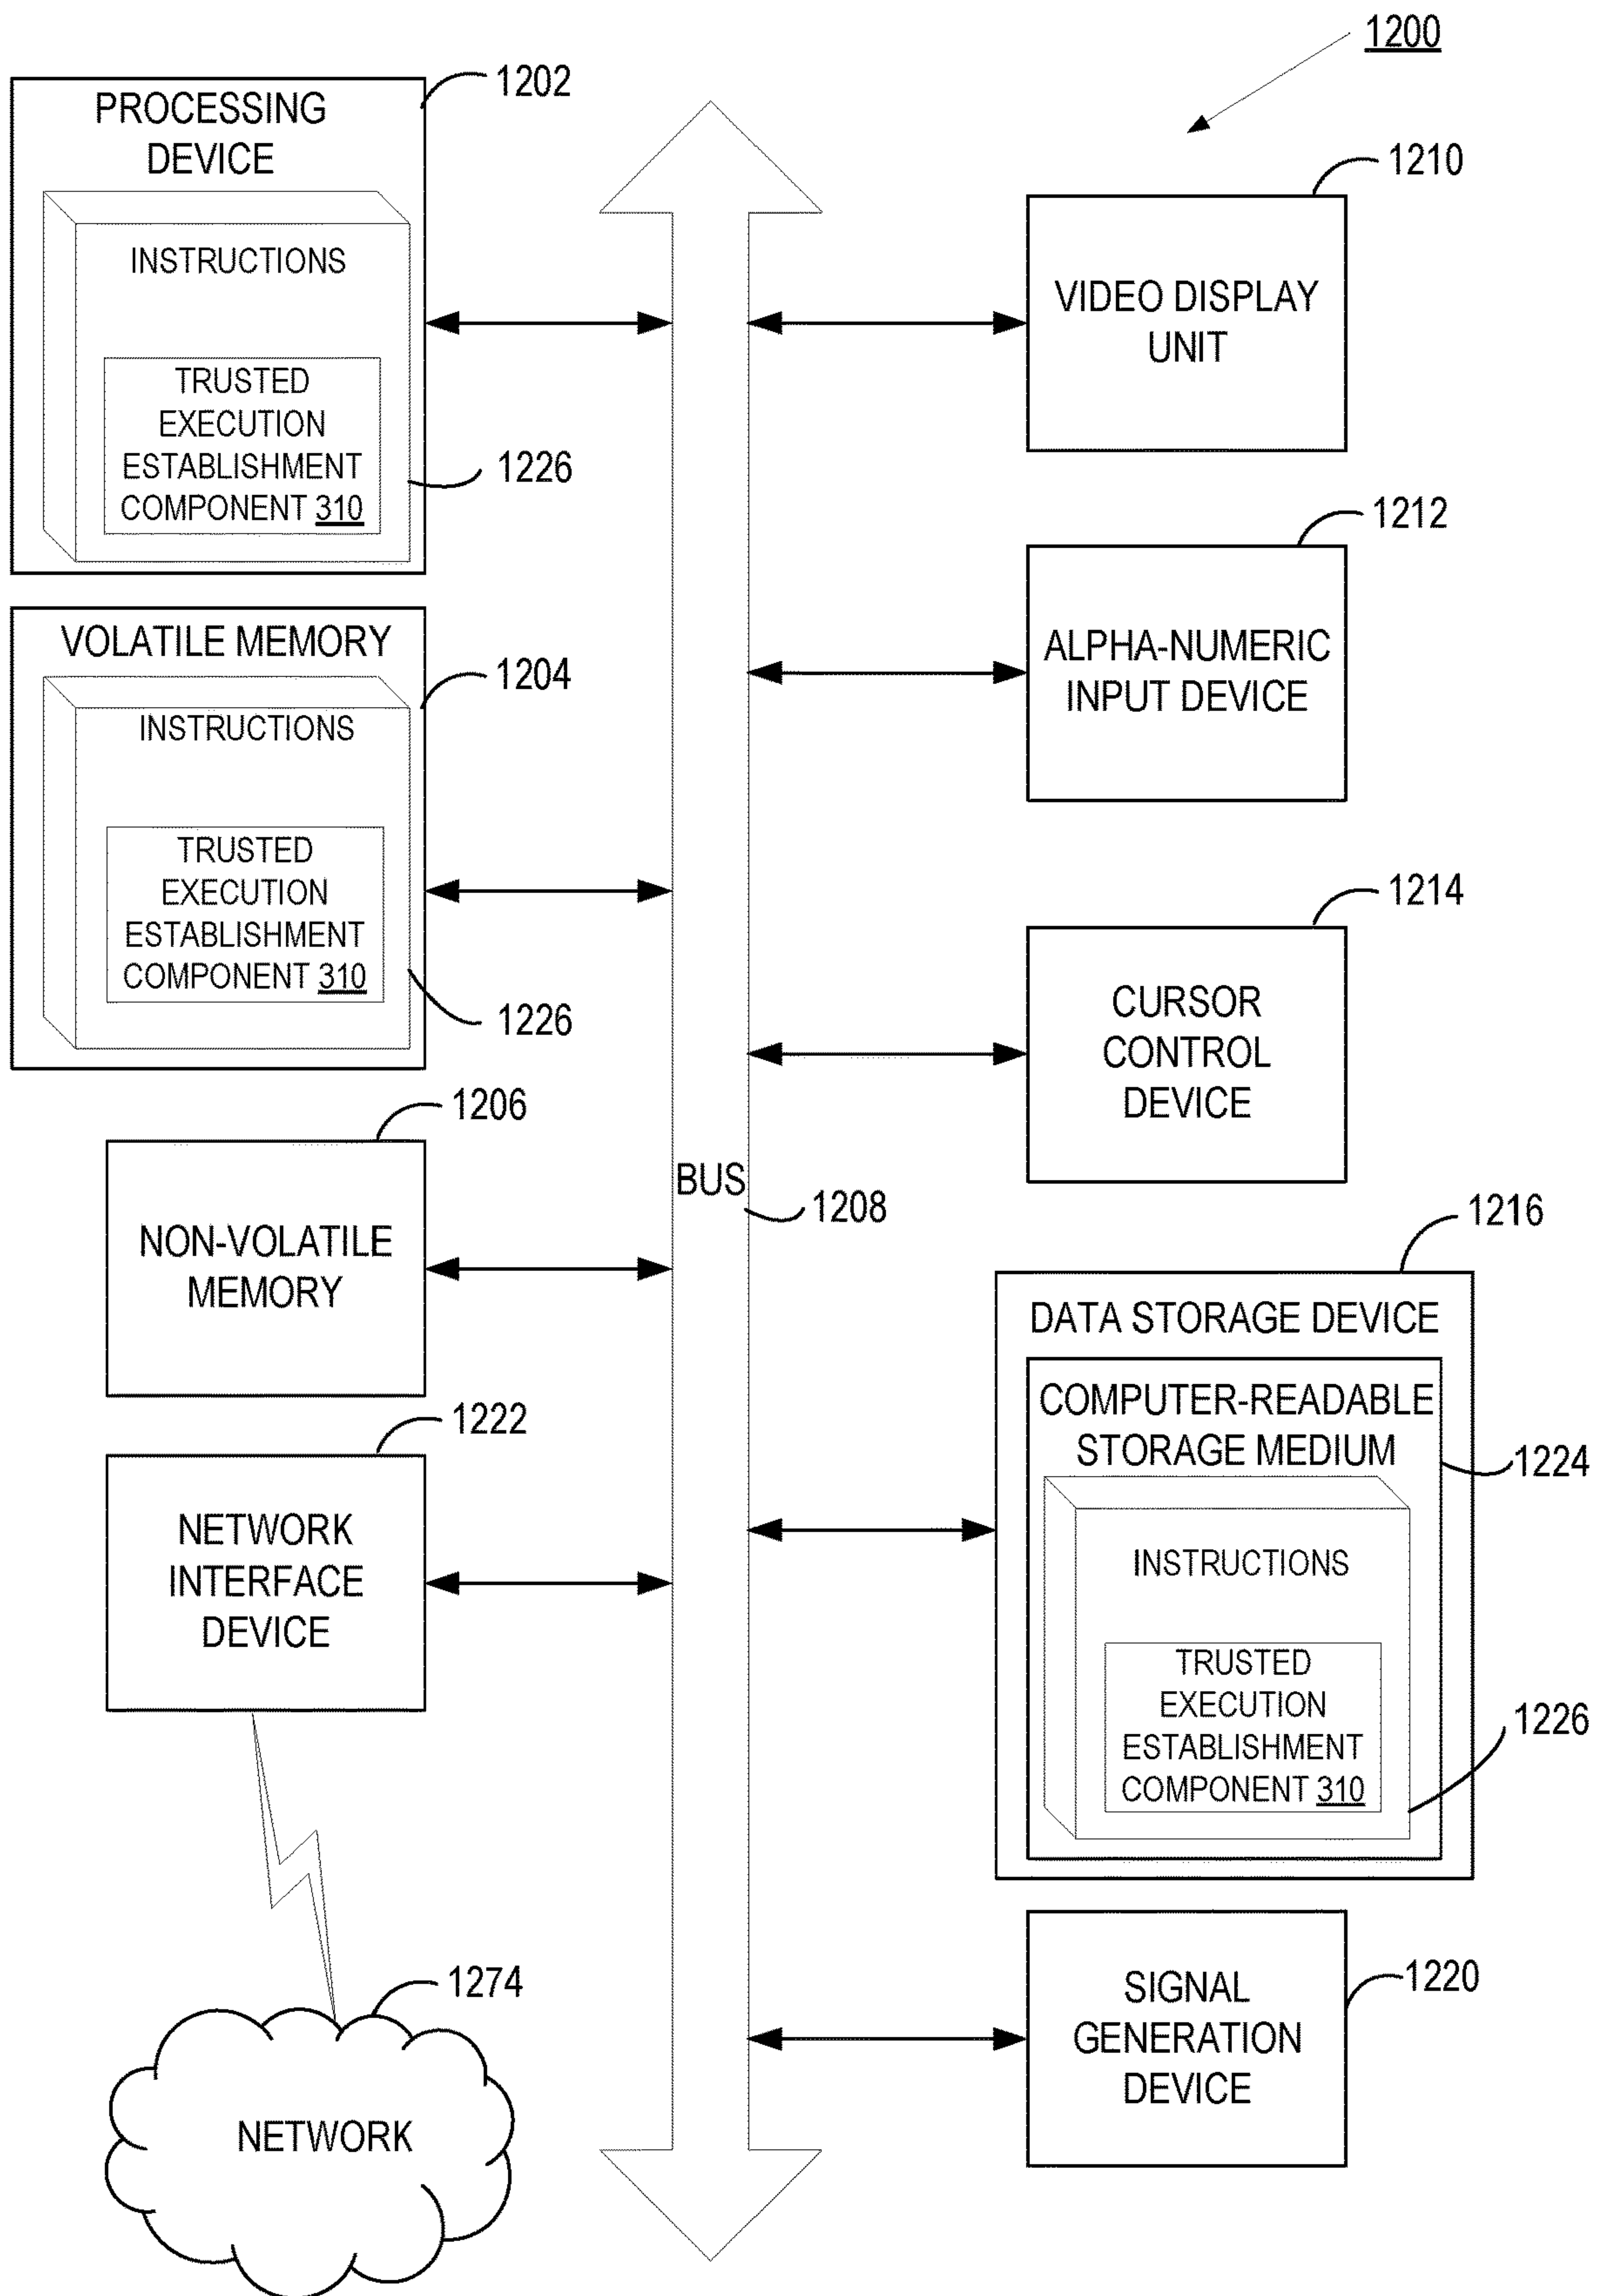 1200
1202
PROCESSING
DEVICE
INSTRUCTIONS
TRUSTED
EXECUTION
ESTABLISHMENT
COMPONENT 310
1226
VOLATILE MEMORY
1204
INSTRUCTIONS
TRUSTED
EXECUTION
ESTABLISHMENT
COMPONENT 310
1226
1206
NON-VOLATILE
MEMORY
1222
NETWORK
INTERFACE
DEVICE
1274
NETWORK
BUS
1208
1210
VIDEO DISPLAY
UNIT
1212
ALPHA-NUMERIC
INPUT DEVICE
1214
CURSOR
CONTROL
DEVICE
1216
DATA STORAGE DEVICE
COMPUTER-READABLE
STORAGE MEDIUM
1224
INSTRUCTIONS
TRUSTED
EXECUTION
ESTABLISHMENT
COMPONENT 310
1226
SIGNAL
GENERATION
DEVICE
1220